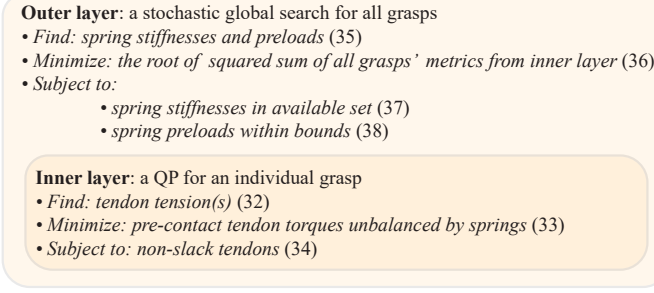 Outer layer: a stochastic global search for all grasps
• Find: spring stiffnesses and preloads (35)
• Minimize: the root of squared sum of all grasps’ metrics from inner layer (36)
• Subject to:
• spring stiffnesses in available set (37)
• spring preloads within bounds (38)
Inner layer: a QP for an individual grasp
• Find: tendon tension(s) (32)
• Minimize: pre-contact tendon torques unbalanced by springs (33)
• Subject to: non-slack tendons (34)